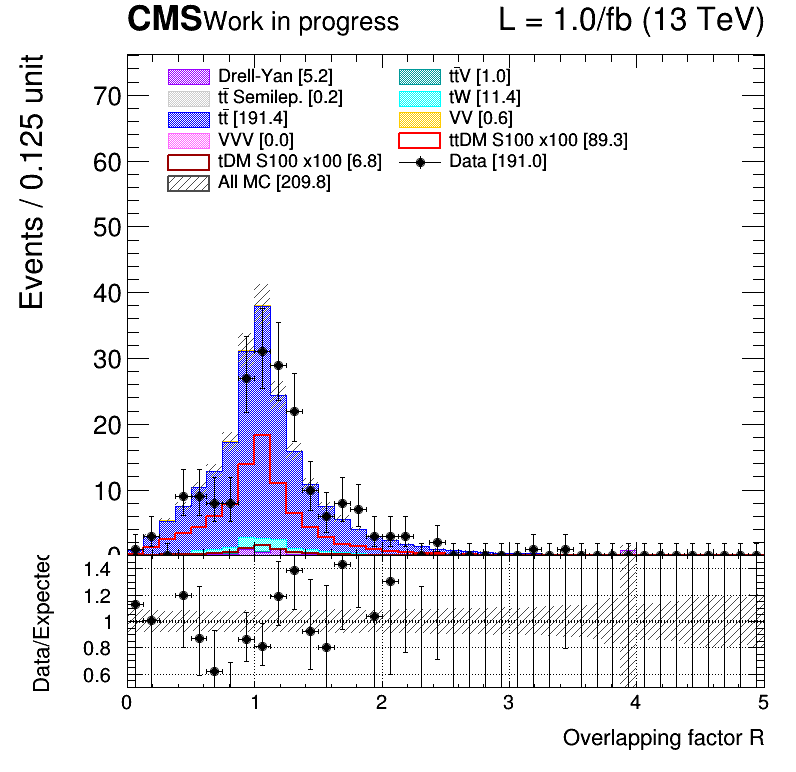 CMS Work in progress L = 1.0/fb (13 TeV)
Events / 0.125 unit
Drell-Yan [5.2] tt̄V [1.0]
tt̄ Semilep. [0.2] tW [11.4]
tt̄ [191.4] VV [0.6]
VVV [0.0] ttDM S100 x100 [89.3]
tDM S100 x100 [6.8] Data [191.0]
All MC [209.8]
70
60
50
40
30
20
10
0
Data/Expected
1.4
1.2
1
0.8
0.6
0 1 2 3 4 5
Overlapping factor R